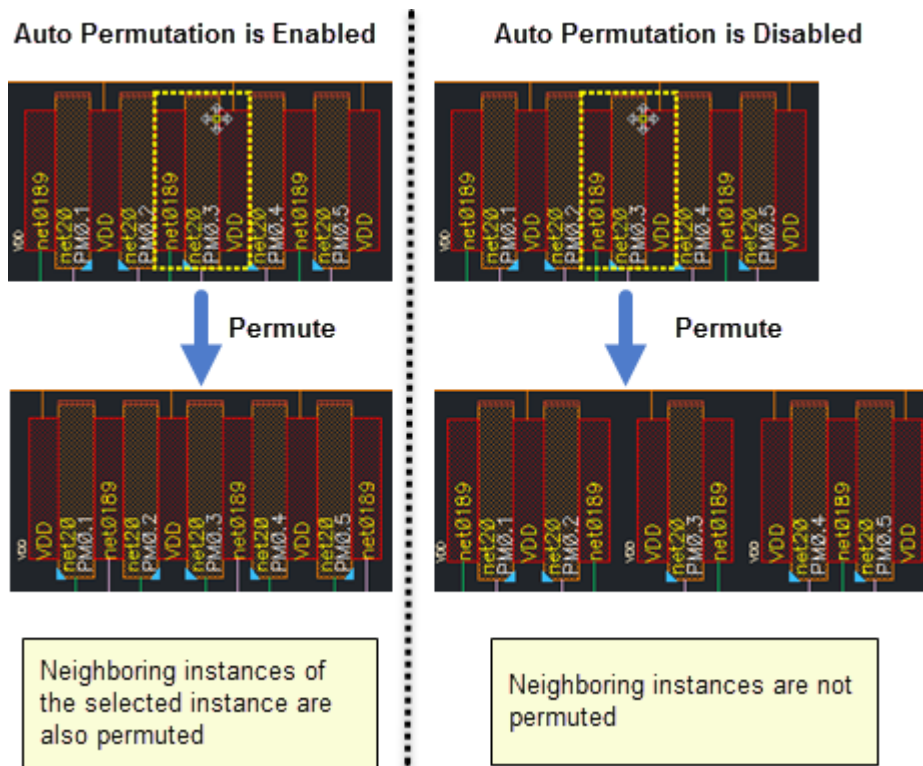 Auto Permutation is Enabled
Auto Permutation is Disabled
VDD
net0189
net20
PM0.1
VDD
net20
PM0.2
net0189
net20
PM0.3
VDD
net20
PM0.4
net0189
net20
PM0.5
VDD
VDD
net0189
net20
PM0.1
VDD
net20
PM0.2
net0189
net20
PM0.3
VDD
net20
PM0.4
net0189
net20
PM0.5
VDD
Permute
Permute
VDD
VDD
net20
PM0.1
net0189
net20
PM0.2
VDD
net20
PM0.3
net0189
net20
PM0.4
VDD
net20
PM0.5
net0189
VDD
net0189
net20
PM0.1
VDD
net20
PM0.2
net0189
VDD
net20
PM0.3
net0189
VDD
net20
PM0.4
net0189
net20
PM0.5
VDD
Neighboring instances of
the selected instance are
also permuted
Neighboring instances are not
permuted